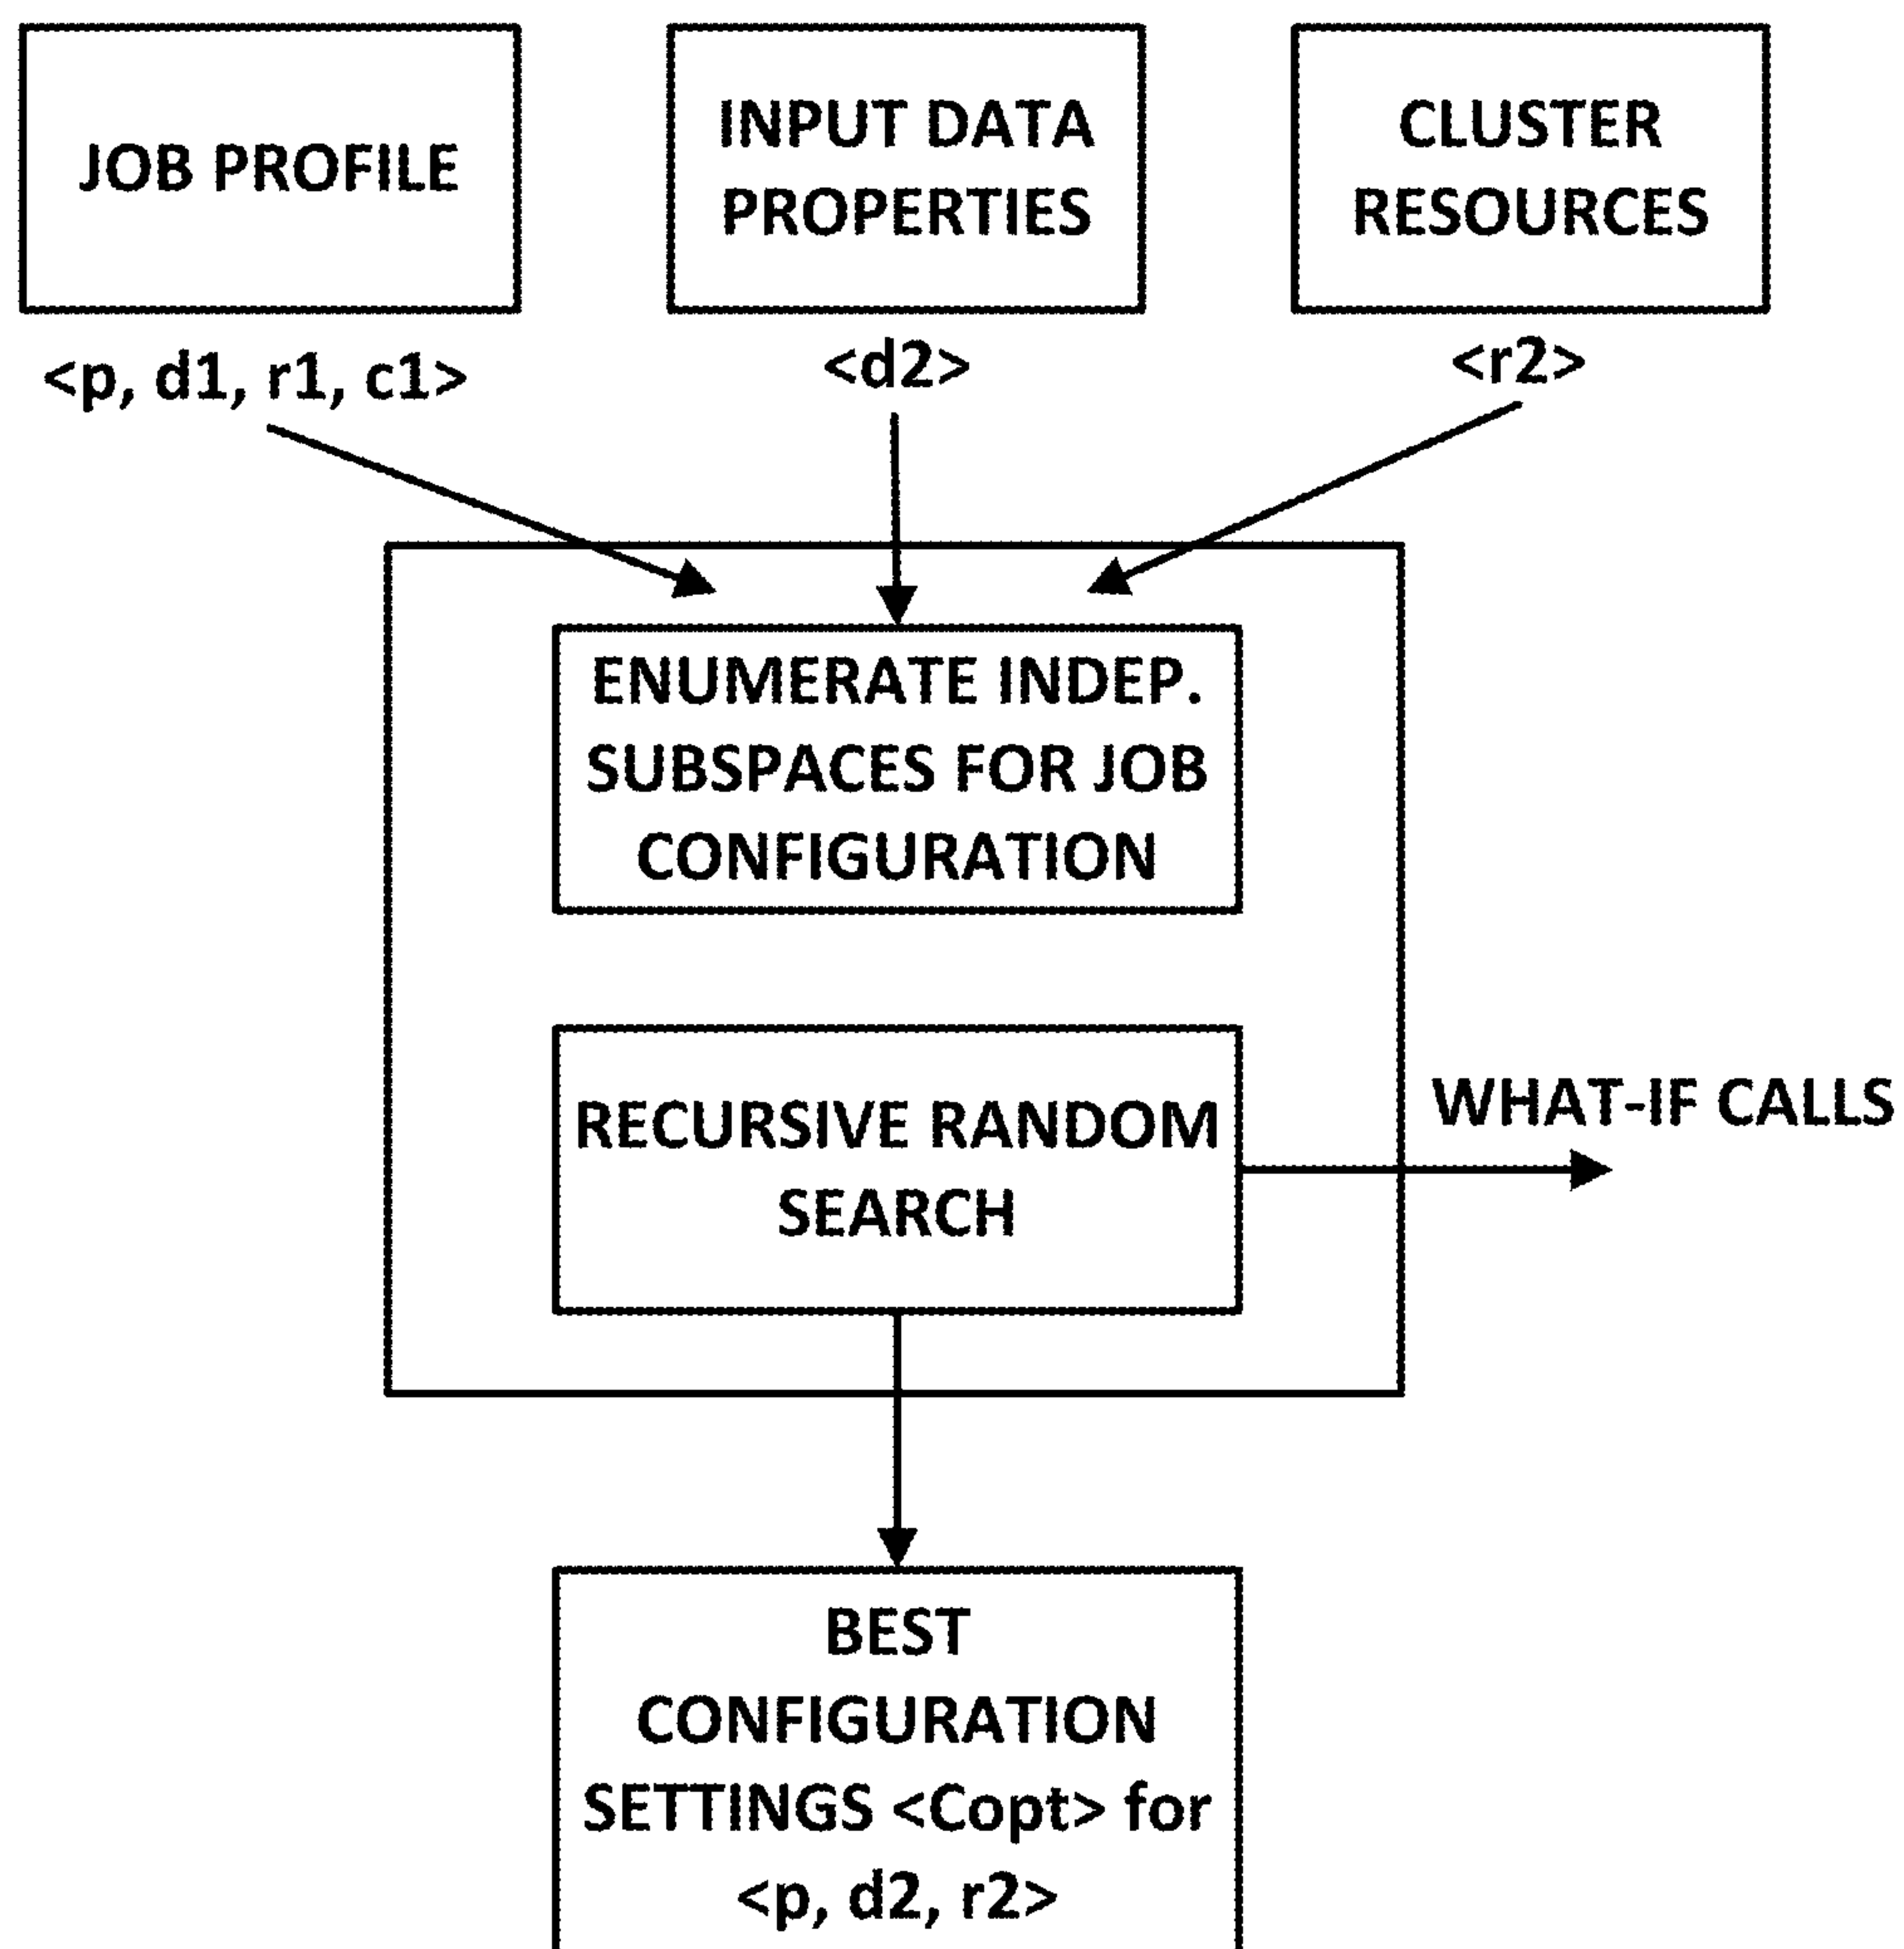 JOB PROFILE
INPUT DATA
PROPERTIES
CLUSTER
RESOURCES
<p, d1, r1, c1>
<d2>
<r2>
ENUMERATE INDEP.
SUBSPACES FOR JOB
CONFIGURATION
RECURSIVE RANDOM
SEARCH
WHAT-IF CALLS
BEST
CONFIGURATION
SETTINGS <Copt> for
<p, d2, r2>